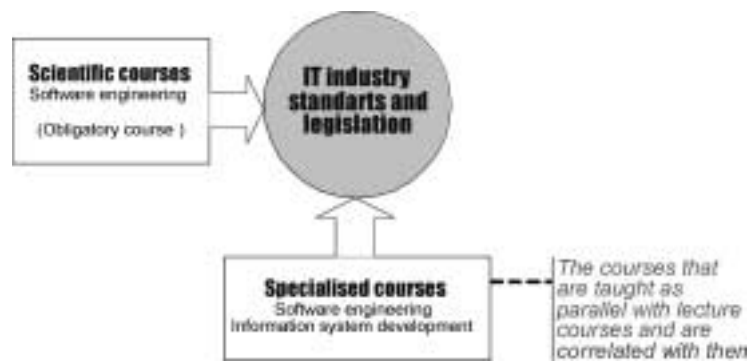 Scientific courses
Software engineering
(Obligatory course )
IT industry
standarts and
legislation
Specialised courses
Software engineering
Information system development
The courses that
are taught as
parallel with lecture
courses and are
correlated with then